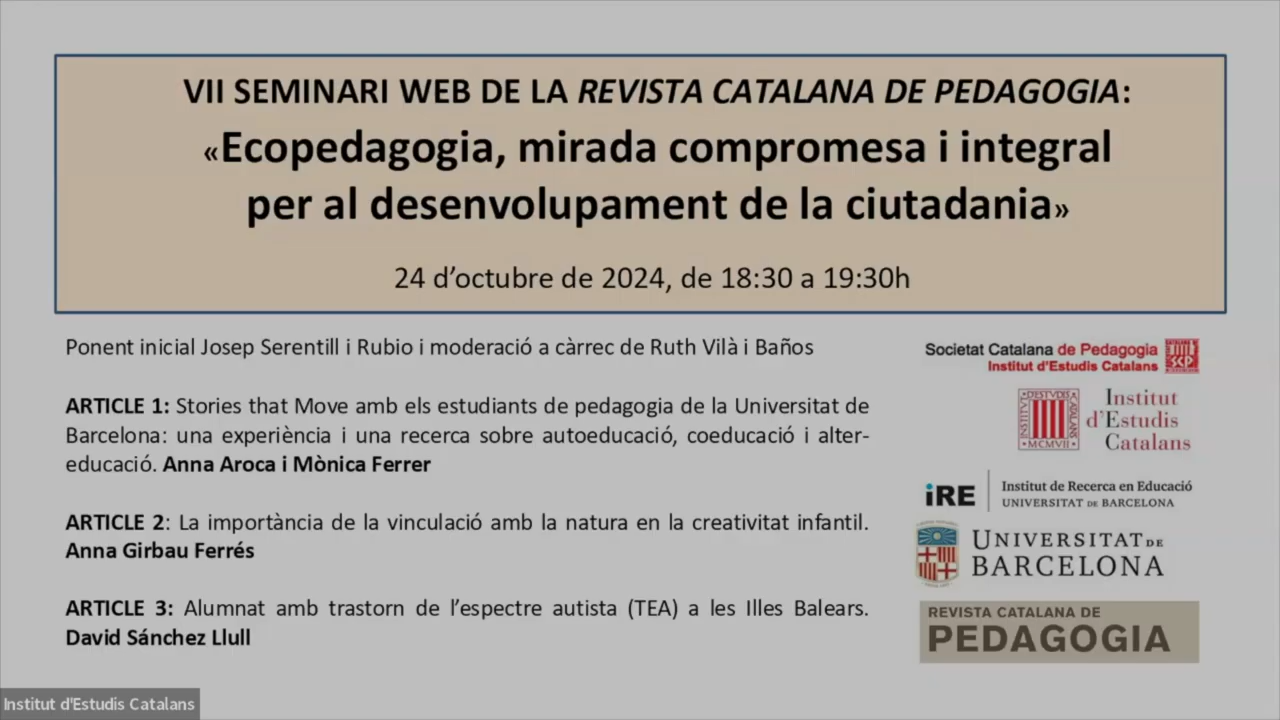 VII SEMINARI WEB DE LA REVISTA CATALANA DE PEDAGOGIA:
«Ecopedagogia, mirada compromesa i integral
per al desenvolupament de la ciutadania»
24 d’octubre de 2024, de 18:30 a 19:30h
Ponent inicial Josep Serentill i Rubio i moderació a càrrec de Ruth Vilà i Baños
ARTICLE 1: Stories that Move amb els estudiants de pedagogia de la Universitat de
Barcelona: una experiència i una recerca sobre autoeducació, coeducació i alter-
educació. Anna Aroca i Mònica Ferrer
ARTICLE 2: La importància de la vinculació amb la natura en la creativitat infantil.
Anna Girbau Ferrés
ARTICLE 3: Alumnat amb trastorn de l’espectre autista (TEA) a les Illes Balears.
David Sánchez Llull
Societat Catalana de Pedagogia
Institut d'Estudis Catalans
SCP
Institut
d'Estudis
Catalans
MCMVII
iRE
Institut de Recerca en Educació
UNIVERSITAT DE BARCELONA
UNIVERSITAT DE
BARCELONA
REVISTA CATALANA DE
PEDAGOGIA
Institut d'Estudis Catalans